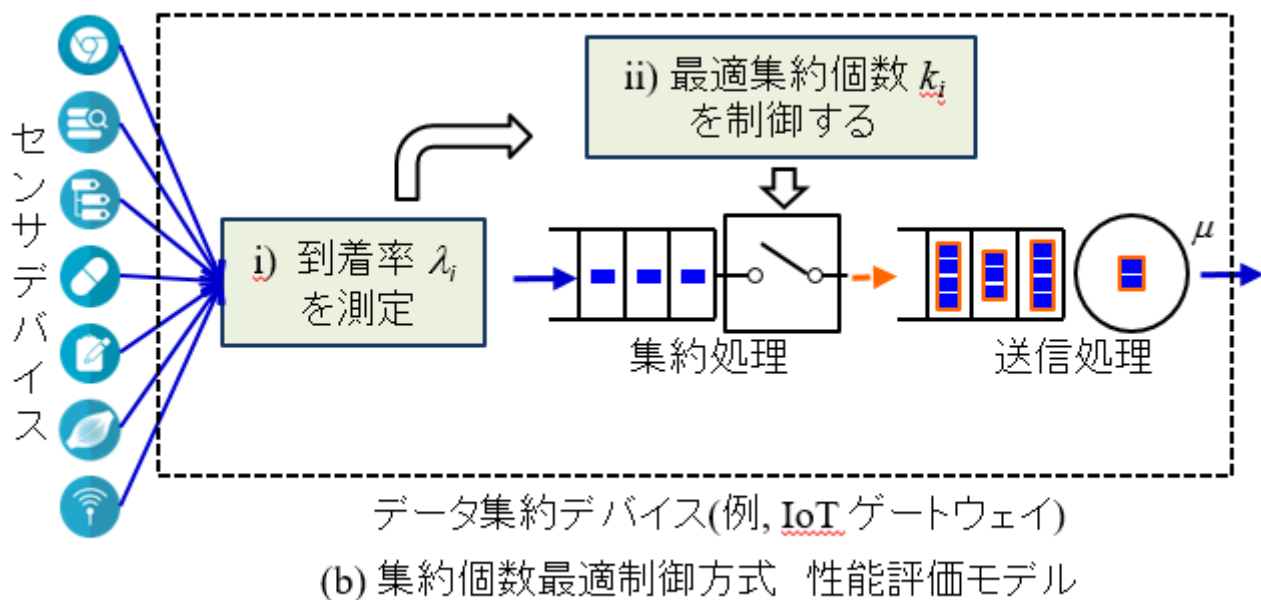 センサデバイス
i) 到着率 λi
を測定
ii) 最適集約個数 ki
を制御する
集約処理
μ
送信処理
データ集約デバイス(例, IoT ゲートウェイ)
(b) 集約個数最適制御方式 性能評価モデル